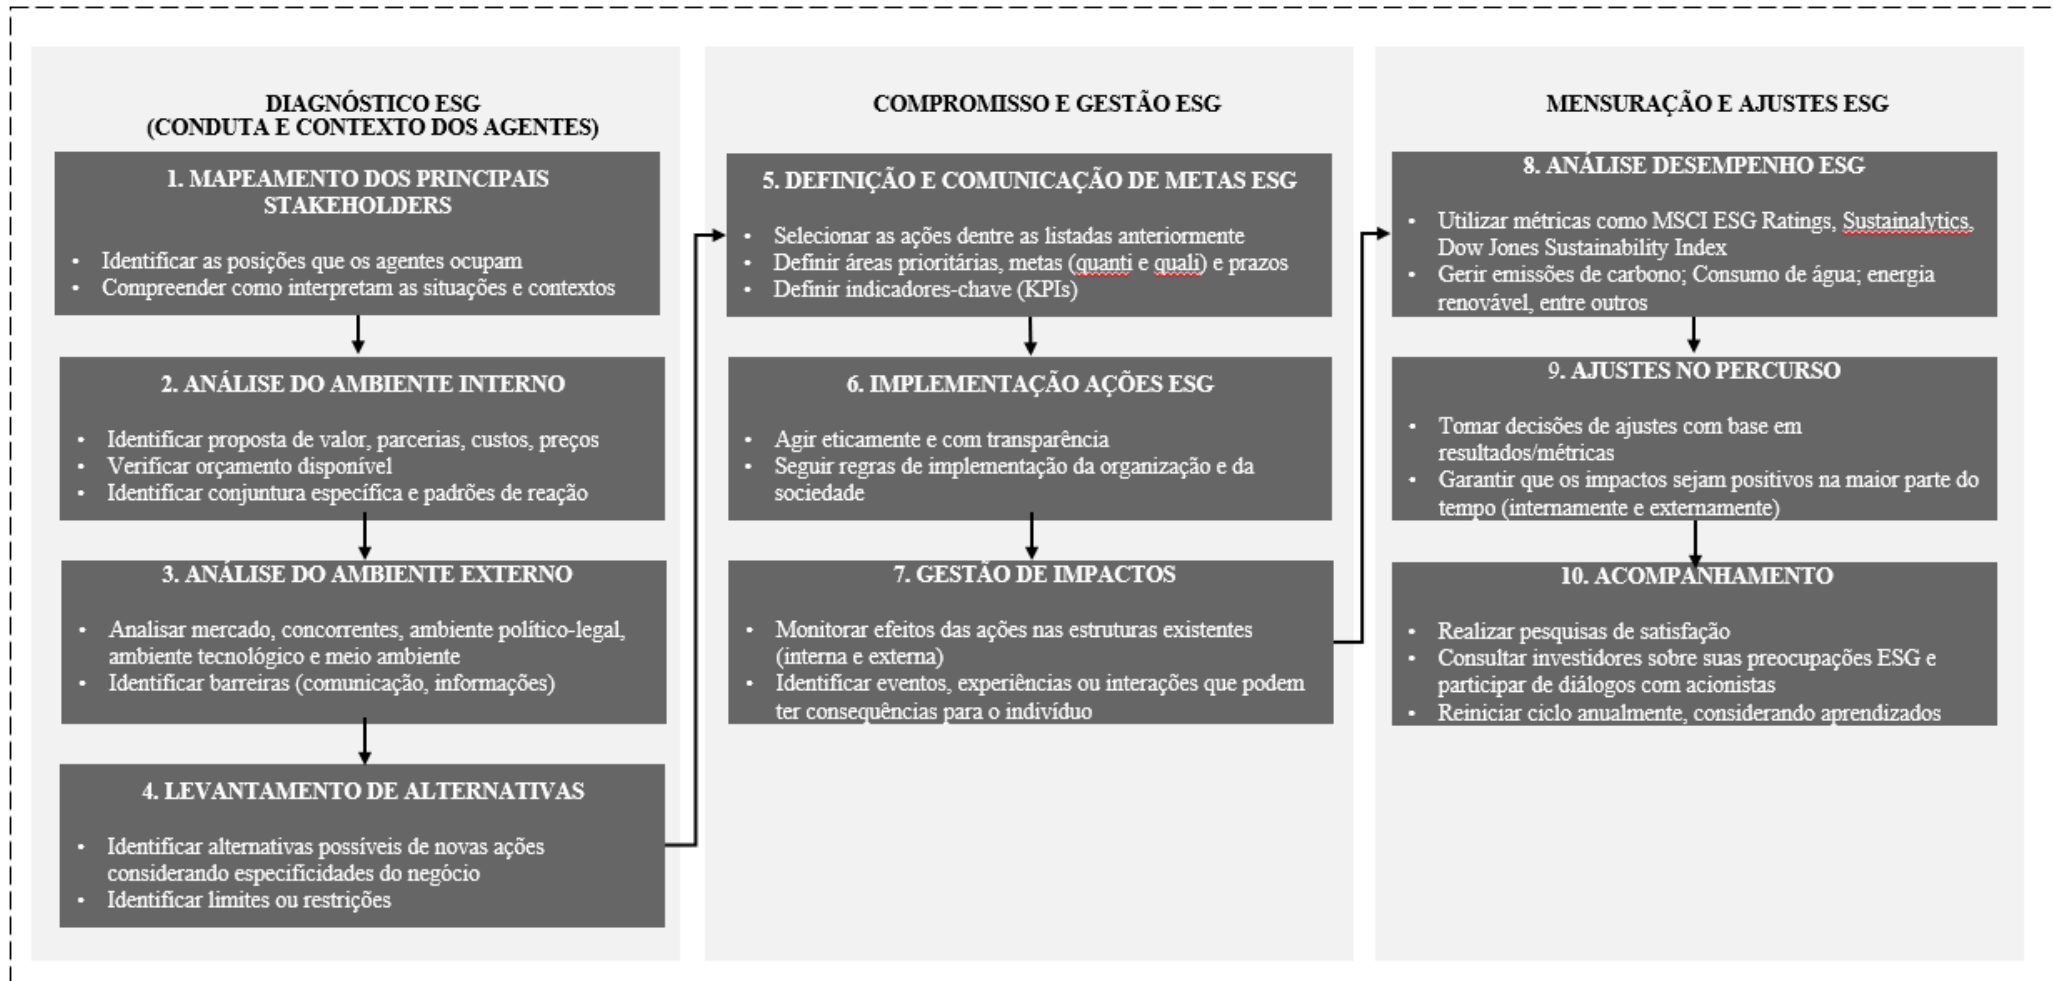 DIAGNÓSTICO ESG
(CONDUTA E CONTEXTO DOS AGENTES)
1. MAPEAMENTO DOS PRINCIPAIS
STAKEHOLDERS
• Identificar as posições que os agentes ocupam
• Compreender como interpretam as situações e contextos
2. ANÁLISE DO AMBIENTE INTERNO
• Identificar proposta de valor, parcerias, custos, preços
• Verificar orçamento disponível
• Identificar conjuntura específica e padrões de reação
3. ANÁLISE DO AMBIENTE EXTERNO
• Analisar mercado, concorrentes, ambiente político-legal,
ambiente tecnológico e meio ambiente
• Identificar barreiras (comunicação, informações)
4. LEVANTAMENTO DE ALTERNATIVAS
• Identificar alternativas possíveis de novas ações
considerando especificidades do negócio
• Identificar limites ou restrições
COMPROMISSO E GESTÃO ESG
5. DEFINIÇÃO E COMUNICAÇÃO DE METAS ESG
• Selecionar as ações dentre as listadas anteriormente
• Definir áreas prioritárias, metas (quanti e quali) e prazos
• Definir indicadores-chave (KPIs)
6. IMPLEMENTAÇÃO AÇÕES ESG
• Agir eticamente e com transparência
• Seguir regras de implementação da organização e da
sociedade
7. GESTÃO DE IMPACTOS
• Monitorar efeitos das ações nas estruturas existentes
(interna e externa)
• Identificar eventos, experiências ou interações que podem
ter consequências para o indivíduo
MENSURAÇÃO E AJUSTES ESG
8. ANÁLISE DESEMPENHO ESG
• Utilizar métricas como MSCI ESG Ratings, Sustainalytics,
Dow Jones Sustainability Index
• Gerir emissões de carbono; Consumo de água; energia
renovável, entre outros
9. AJUSTES NO PERCURSO
• Tomar decisões de ajustes com base em
resultados/métricas
• Garantir que os impactos sejam positivos na maior parte do
tempo (internamente e externamente)
10. ACOMPANHAMENTO
• Realizar pesquisas de satisfação
• Consultar investidores sobre suas preocupações ESG e
participar de diálogos com acionistas
• Reiniciar ciclo anualmente, considerando aprendizados